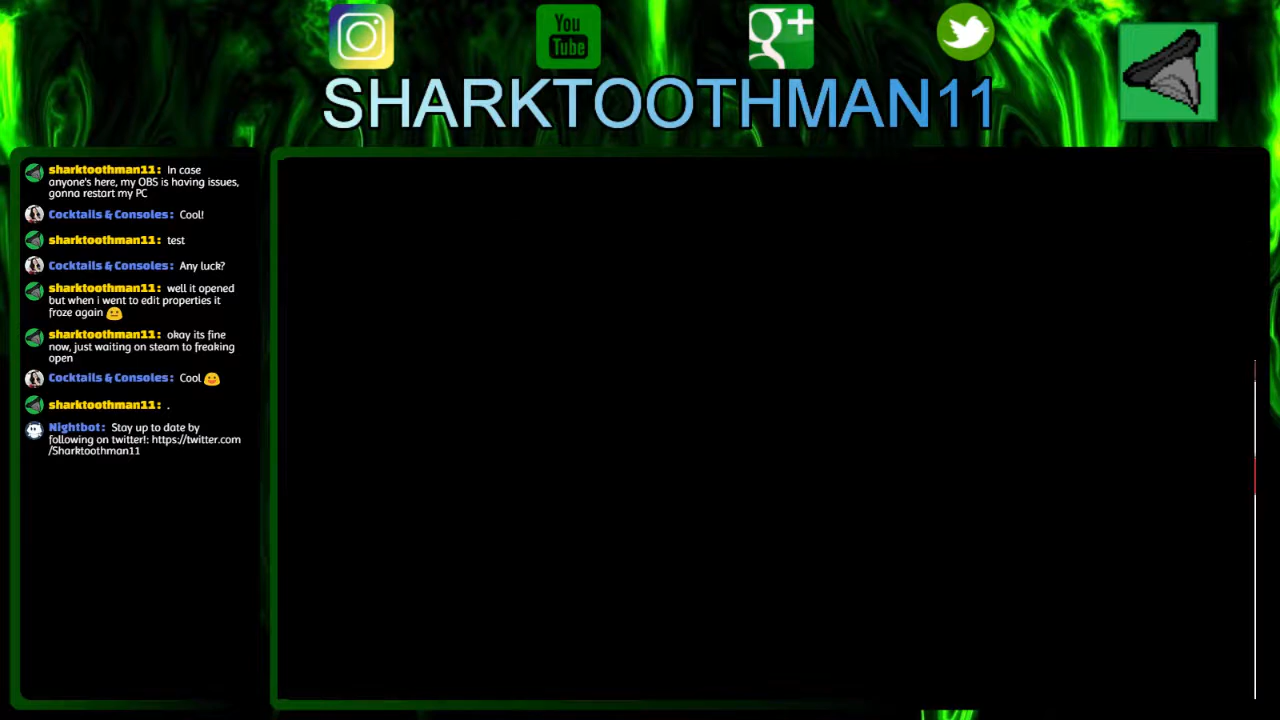 You
Tube
g+
SHARKTOOTHMAN11
sharktoothman11: In case
anyone's here, my OBS is having issues,
gonna restart my PC
Cocktails & Consoles: Cool!
sharktoothman11: test
Cocktails & Consoles: Any luck?
sharktoothman11: well it opened
but when i went to edit properties it
froze again 😐
sharktoothman11: okay its fine
now, just waiting on steam to freaking
open
Cocktails & Consoles: Cool 😀
sharktoothman11: .
Nightbot: Stay up to date by
following on twitter!: https://twitter.com
/Sharktoothman11